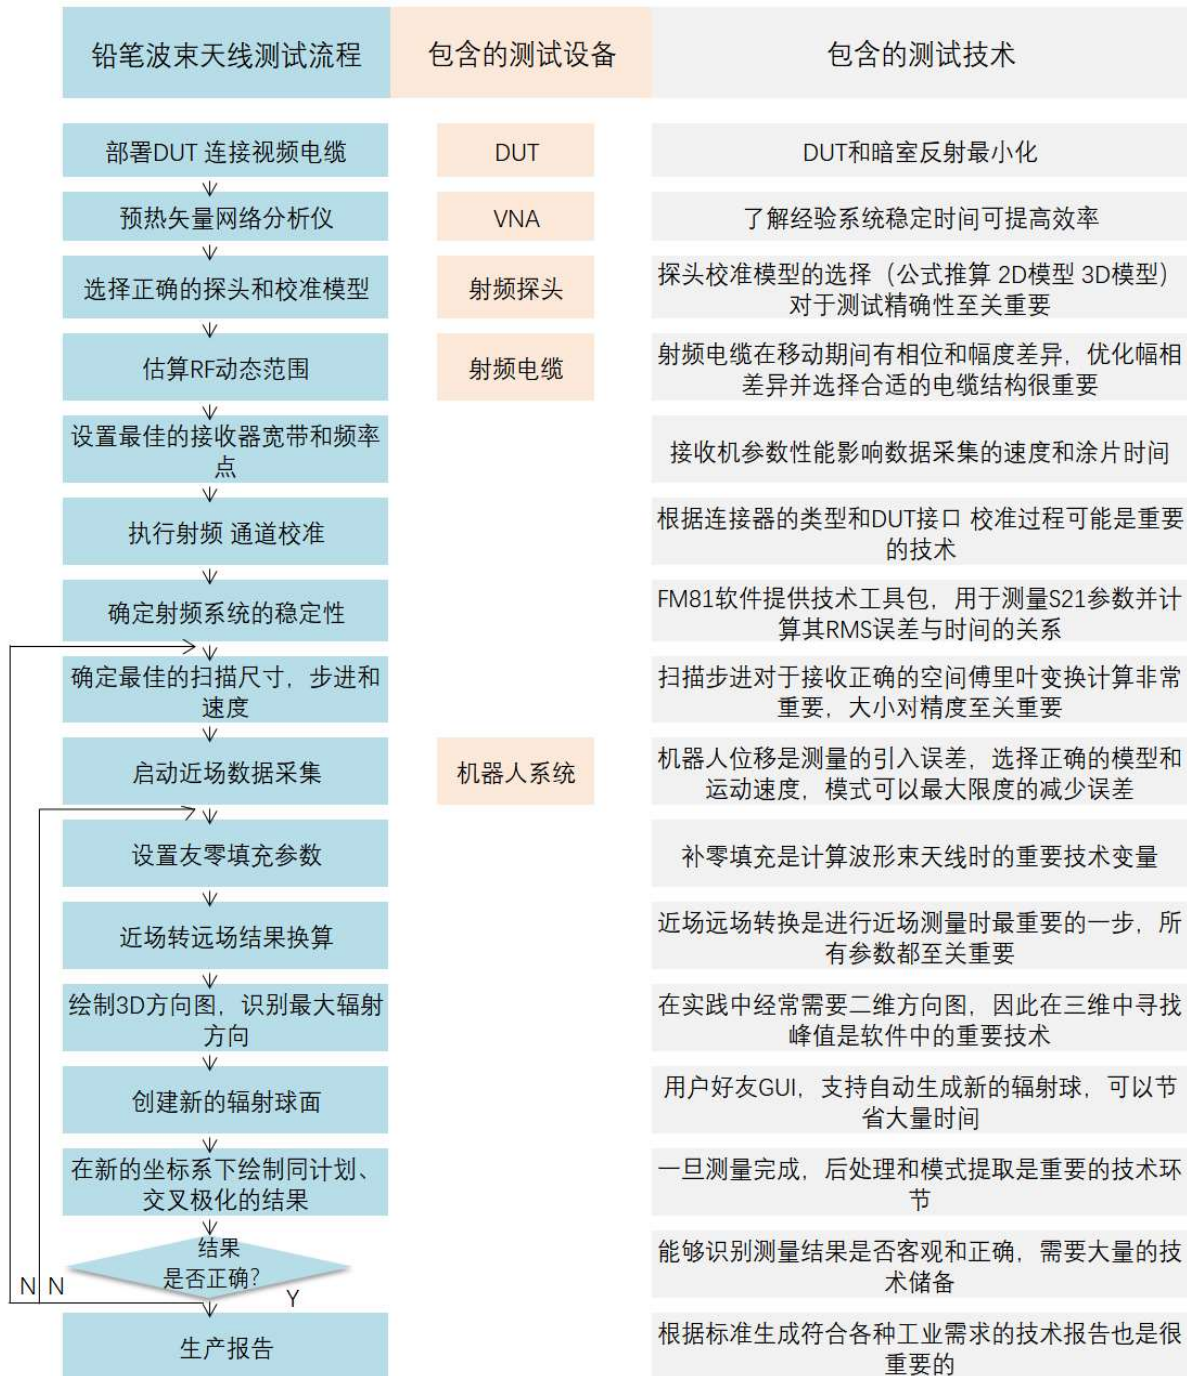 铅笔波束天线测试流程
包含的测试设备
包含的测试技术
部署DUT 连接视频电缆
DUT
DUT和暗室反射最小化
预热矢量网络分析仪
VNA
了解经验系统稳定时间可提高效率
选择正确的探头和校准模型
射频探头
探头校准模型的选择（公式推算 2D模型 3D模型）
对于测试精确性至关重要
估算RF动态范围
射频电缆
射频电缆在移动期间有相位和幅度差异，优化幅相
差异并选择合适的电缆结构很重要
设置最佳的接收器宽带和频率
点
接收机参数性能影响数据采集的速度和涂片时间
执行射频 通道校准
根据连接器的类型和DUT接口 校准过程可能是重要
的技术
确定射频系统的稳定性
FM81软件提供技术工具包，用于测量S21参数并计
算其RMS误差与时间的关系
确定最佳的扫描尺寸，步进和
速度
扫描步进对于接收正确的空间傅里叶变换计算非常
重要，大小对精度至关重要
启动近场数据采集
机器人系统
机器人位移是测量的引入误差，选择正确的模型和
运动速度，模式可以最大限度的减少误差
设置友零填充参数
补零填充是计算波形束天线时的重要技术变量
近场转远场结果换算
近场远场转换是进行近场测量时最重要的一步，所
有参数都至关重要
绘制3D方向图，识别最大辐射
方向
在实践中经常需要二维方向图，因此在三维中寻找
峰值是软件中的重要技术
创建新的辐射球面
用户好友GUI，支持自动生成新的辐射球，可以节
省大量时间
在新的坐标系下绘制同计划、
交叉极化的结果
一旦测量完成，后处理和模式提取是重要的技术环
节
结果
是否正确？
能够识别测量结果是否客观和正确，需要大量的技
术储备
N N
Y
生产报告
根据标准生成符合各种工业需求的技术报告也是很
重要的